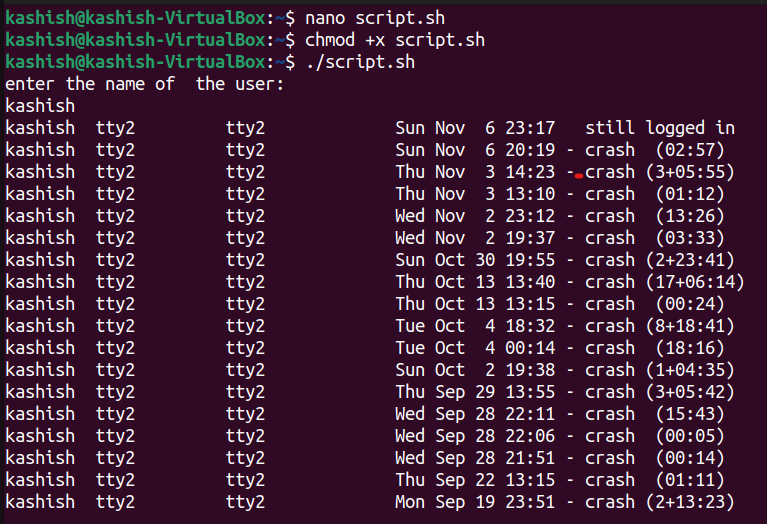 kashish@kashish-VirtualBox:~$ nano script.sh
kashish@kashish-VirtualBox:~$ chmod +x script.sh
kashish@kashish-VirtualBox:~$ ./script.sh
enter the name of  the user:
kashish
kashish  tty2         tty2             Sun Nov  6 23:17   still logged in
kashish  tty2         tty2             Sun Nov  6 20:19 - crash  (02:57)
kashish  tty2         tty2             Thu Nov  3 14:23 - crash (3+05:55)
kashish  tty2         tty2             Thu Nov  3 13:10 - crash  (01:12)
kashish  tty2         tty2             Wed Nov  2 23:12 - crash  (13:26)
kashish  tty2         tty2             Wed Nov  2 19:37 - crash  (03:33)
kashish  tty2         tty2             Sun Oct 30 19:55 - crash (2+23:41)
kashish  tty2         tty2             Thu Oct 13 13:40 - crash (17+06:14)
kashish  tty2         tty2             Thu Oct 13 13:15 - crash  (00:24)
kashish  tty2         tty2             Tue Oct  4 18:32 - crash (8+18:41)
kashish  tty2         tty2             Tue Oct  4 00:14 - crash  (18:16)
kashish  tty2         tty2             Sun Oct  2 19:38 - crash (1+04:35)
kashish  tty2         tty2             Thu Sep 29 13:55 - crash (3+05:42)
kashish  tty2         tty2             Wed Sep 28 22:11 - crash  (15:43)
kashish  tty2         tty2             Wed Sep 28 22:06 - crash  (00:05)
kashish  tty2         tty2             Wed Sep 28 21:51 - crash  (00:14)
kashish  tty2         tty2             Thu Sep 22 13:15 - crash  (01:11)
kashish  tty2         tty2             Mon Sep 19 23:51 - crash (2+13:23)